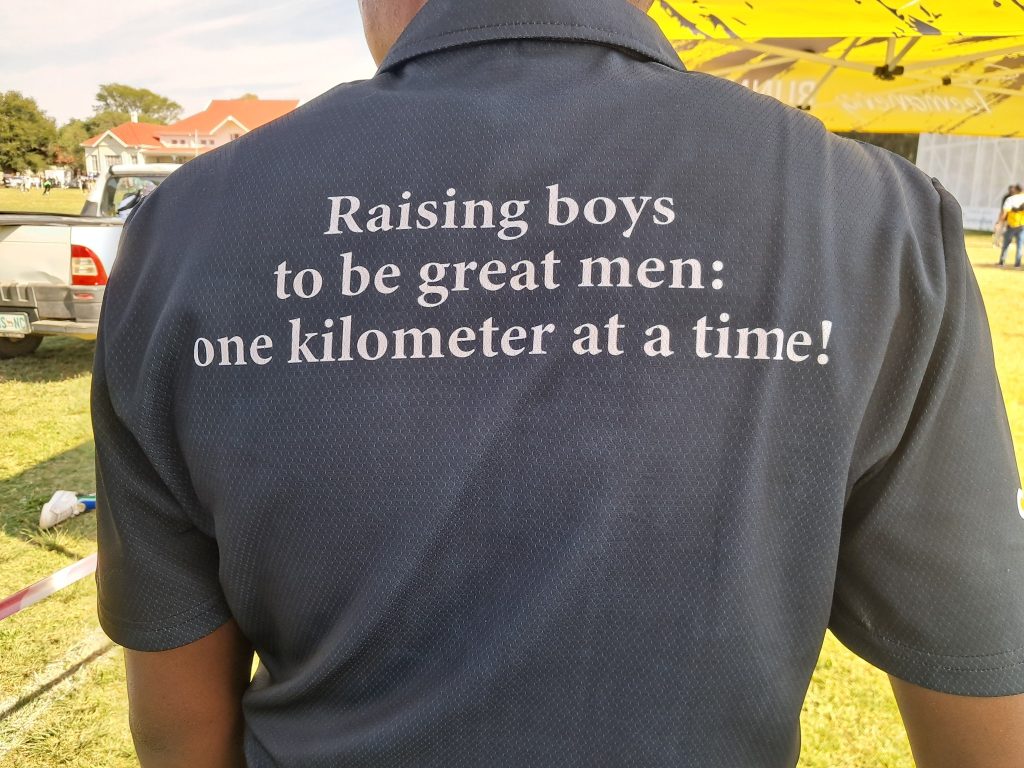 Raising boys
to be great men:
one kilometer at a time!